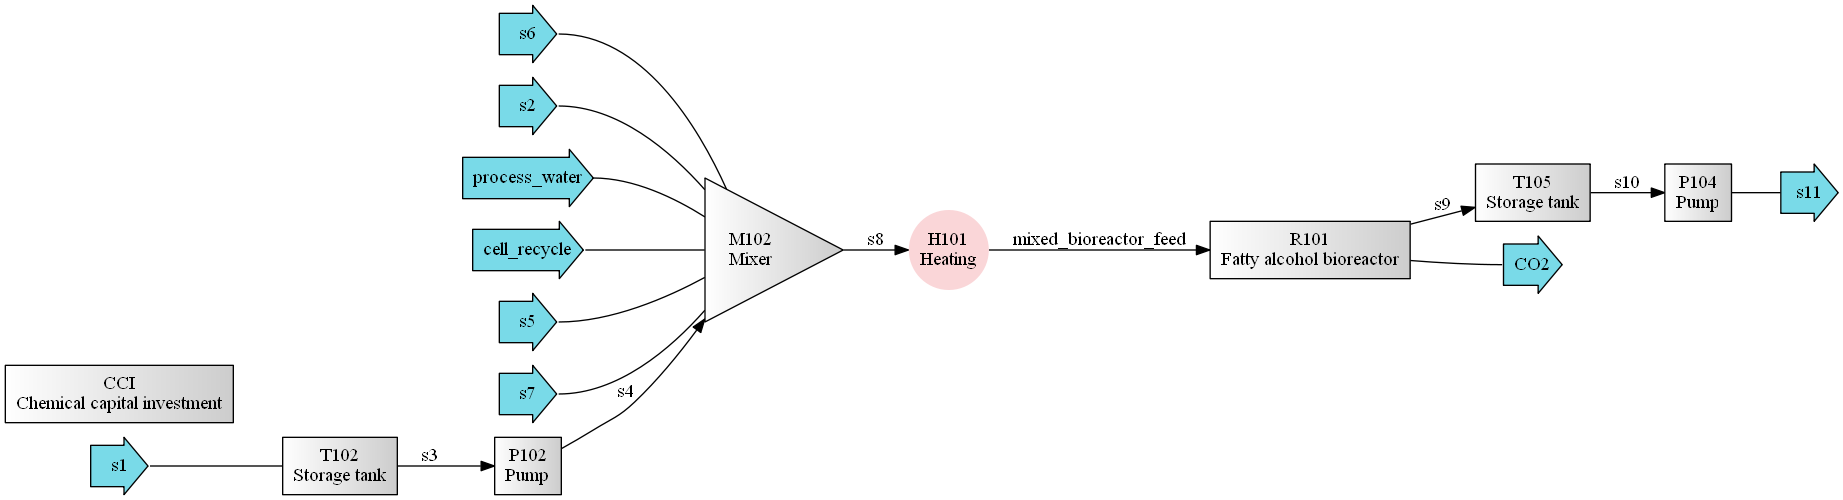 s6
s2
process_water
cell_recycle
s5
s7
CCI
Chemical capital investment
s1
T102
Storage tank
s3
P102
Pump
s4
M102
Mixer
s8
H101
Heating
mixed_bioreactor_feed
R101
Fatty alcohol bioreactor
s9
CO2
T105
Storage tank
s10
P104
Pump
s11